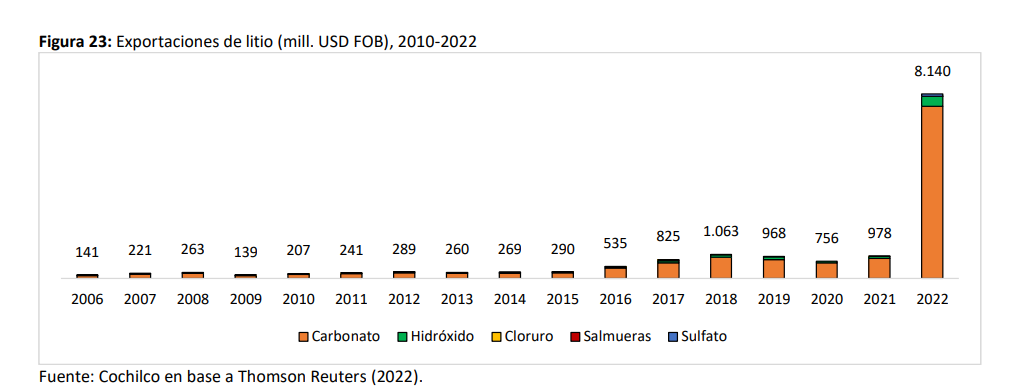 Figura 23: Exportaciones de litio (mill. USD FOB), 2010-2022
8.140
141 221 263 139 207 241 289 260 269 290 535 825 1.063 968 756 978
2006 2007 2008 2009 2010 2011 2012 2013 2014 2015 2016 2017 2018 2019 2020 2021 2022
Carbonato Hidróxido Cloruro Salmueras Sulfato
Fuente: Cochilco en base a Thomson Reuters (2022).